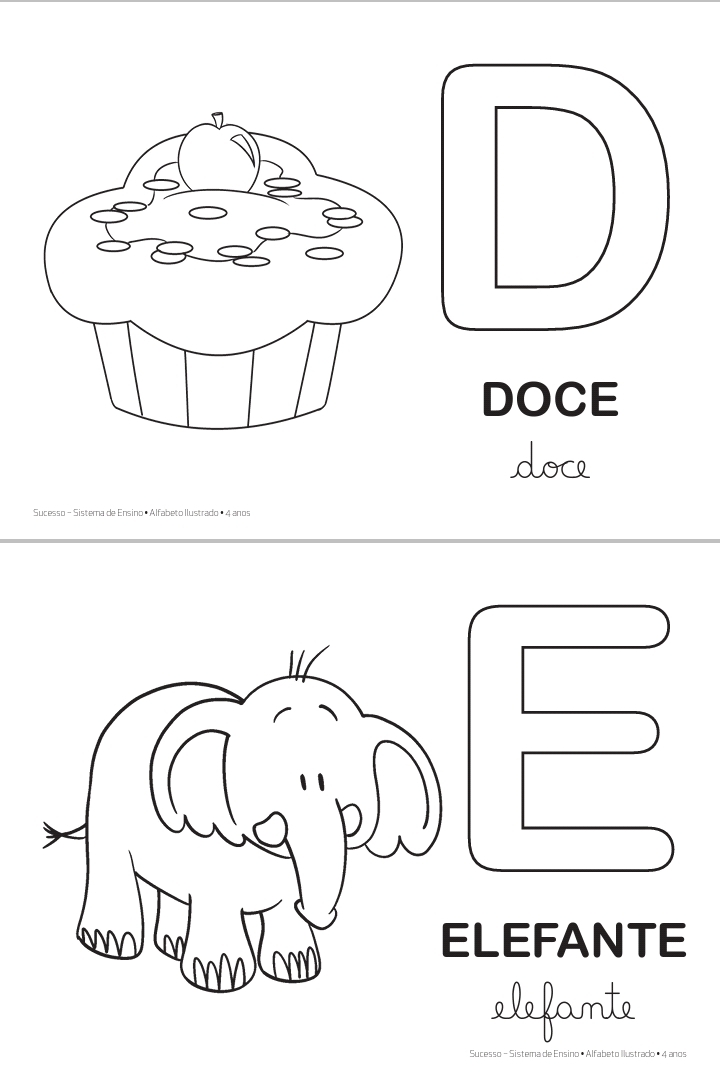 D
DOCE
doce
Sucesso - Sistema de Ensino • Alfabeto Ilustrado • 4 anos
E
ELEFANTE
elefante
Sucesso - Sistema de Ensino • Alfabeto Ilustrado • 4 anos